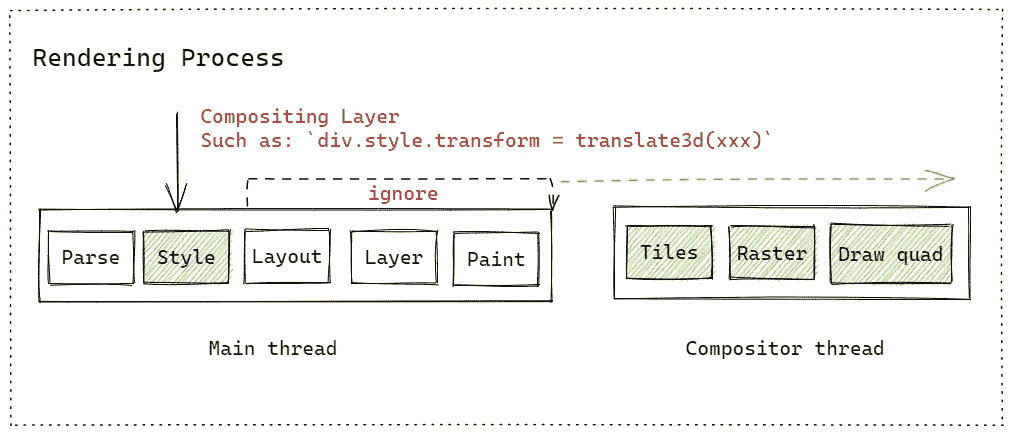 Rendering Process
Compositing Layer
Such as: `div.style.transform = translate3d(xxx)`
ignore
Parse Style Layout Layer Paint
Tiles Raster Draw quad
Main thread
Compositor thread